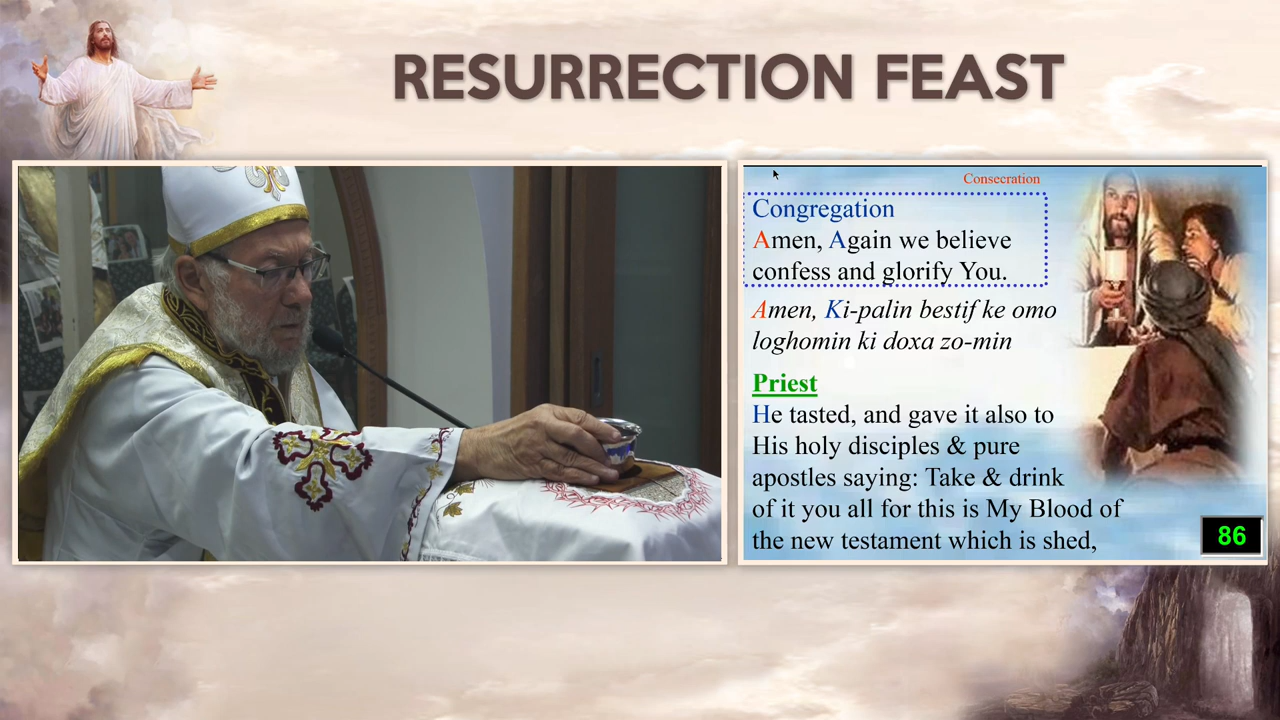 RESURRECTION FEAST
Consecration
Congregation
Amen, Again we believe
confess and glorify You.
Amen, Ki-palin bestif ke omo
loghomin ki doxa zo-min
Priest
He tasted, and gave it also to
His holy disciples & pure
apostles saying: Take & drink
of it you all for this is My Blood of
the new testament which is shed,
86